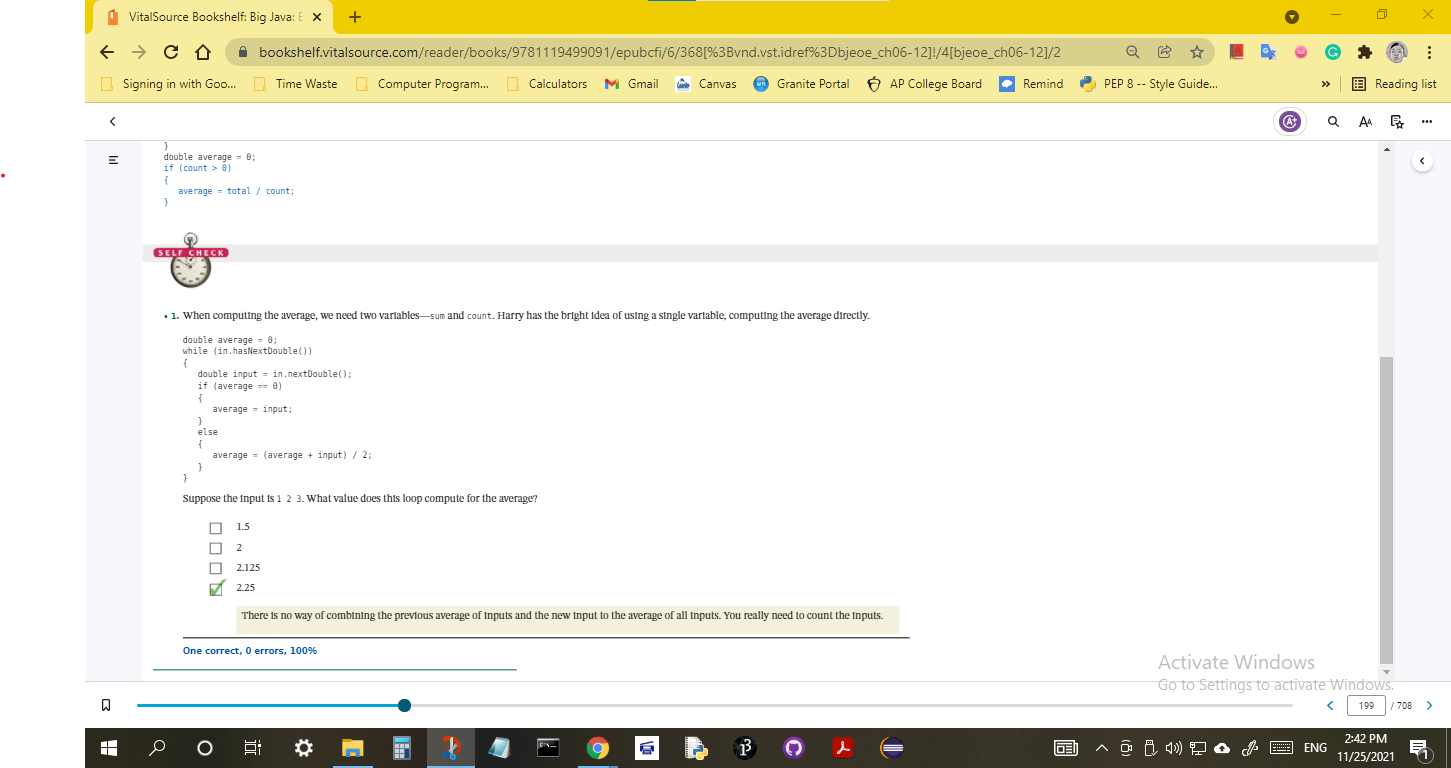 VitalSource Bookshelf: Big Java: E
bookshelf.vitalsource.com/reader/books/9781119499091/epubcfi/6/368[%3Bvnd.vst.idref%3Dbjeoe_ch06-12]!/4[bjeoe_ch06-12]/2
Signing in with Goo... Time Waste Computer Program... Calculators Gmail Canvas Granite Portal AP College Board Remind PEP 8 -- Style Guide... » Reading list
}
double average = 0;
if (count > 0)
{
average = total / count;
}
SELF CHECK
• 1. When computing the average, we need two variables—sum and count. Harry has the bright idea of using a single variable, computing the average directly.
double average = 0;
while (in.hasNextDouble())
{
double input = in.nextDouble();
if (average == 0)
{
average = input;
}
else
{
average = (average + input) / 2;
}
}
Suppose the input is 1 2 3. What value does this loop compute for the average?
1.5
2
2.125
2.25
There is no way of combining the previous average of inputs and the new input to the average of all inputs. You really need to count the inputs.
One correct, 0 errors, 100%
Activate Windows
Go to Settings to activate Windows.
199 / 708
ENG
2:42 PM
11/25/2021
1